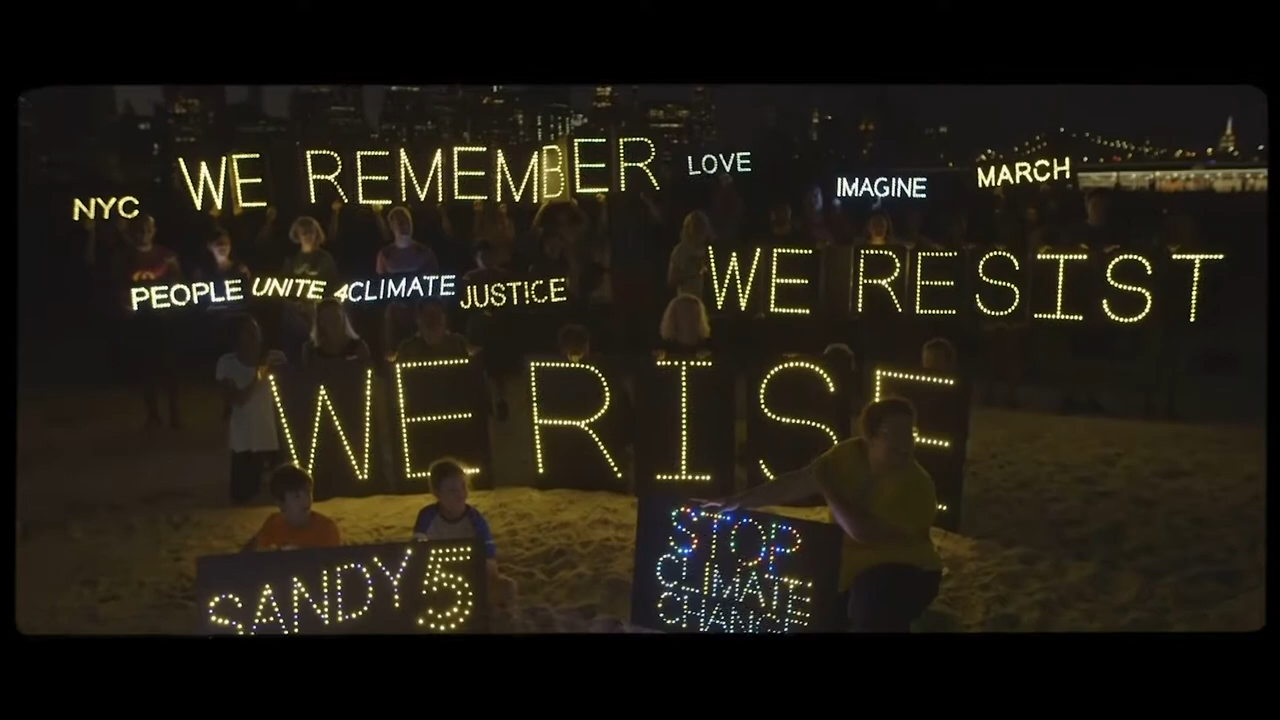 WE REMEMBER LOVE
NYC IMAGINE MARCH
PEOPLE UNITE 4CLIMATE JUSTICE
WE RESIST
WE RISE
SANDY 5
STOP
CLIMATE
CHANGE